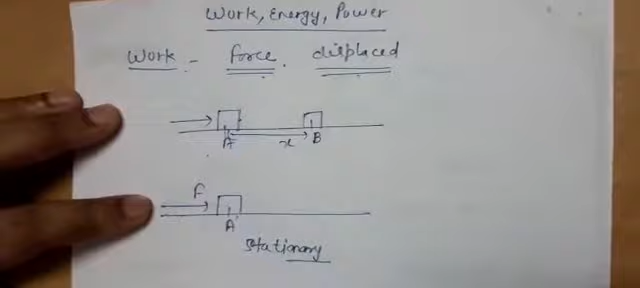 Work, Energy, Power
Work - force. displaced
A x B
F
A'
stationary